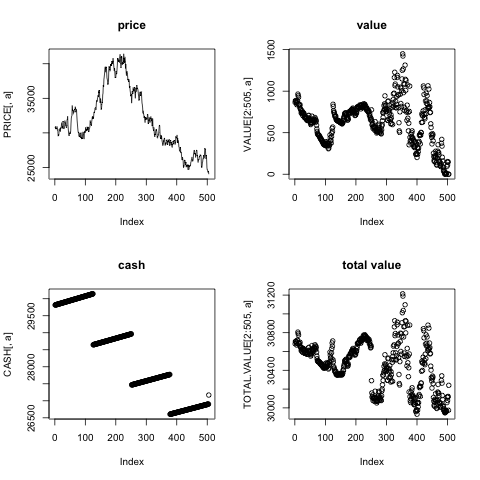 price
PRICE[, a]
25000 35000
0 100 200 300 400 500
Index
value
VALUE[2:505, a]
0 500 1000 1500
0 100 200 300 400 500
Index
cash
CASH[, a]
26500 28000 29500
0 100 200 300 400 500
Index
total value
TOTAL.VALUE[2:505, a]
30000 30400 30800 31200
0 100 200 300 400 500
Index